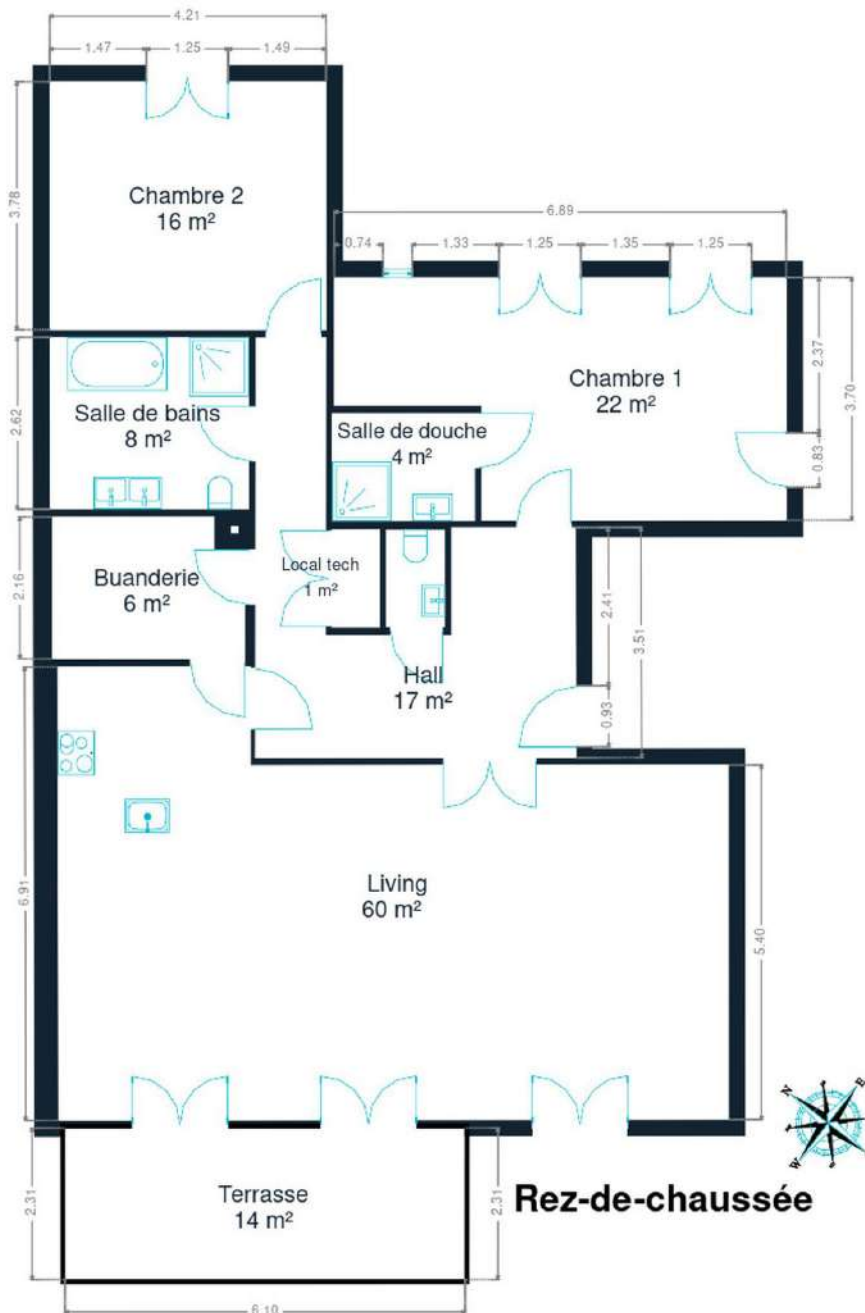 4.21
1.47
1.25
1.49
3.78
Chambre 2
16 m²
6.89
0.74
1.33
1.25
1.35
1.25
2.37
3.70
Chambre 1
22 m²
2.62
Salle de bains
8 m²
Salle de douche
4 m²
0.83
2.16
Buanderie
6 m²
Local tech
1 m²
2.41
3.51
Hall
17 m²
0.93
6.91
Living
60 m²
5.40
N
E
W
2.31
Terrasse
14 m²
2.31
Rez-de-chaussée
6.10